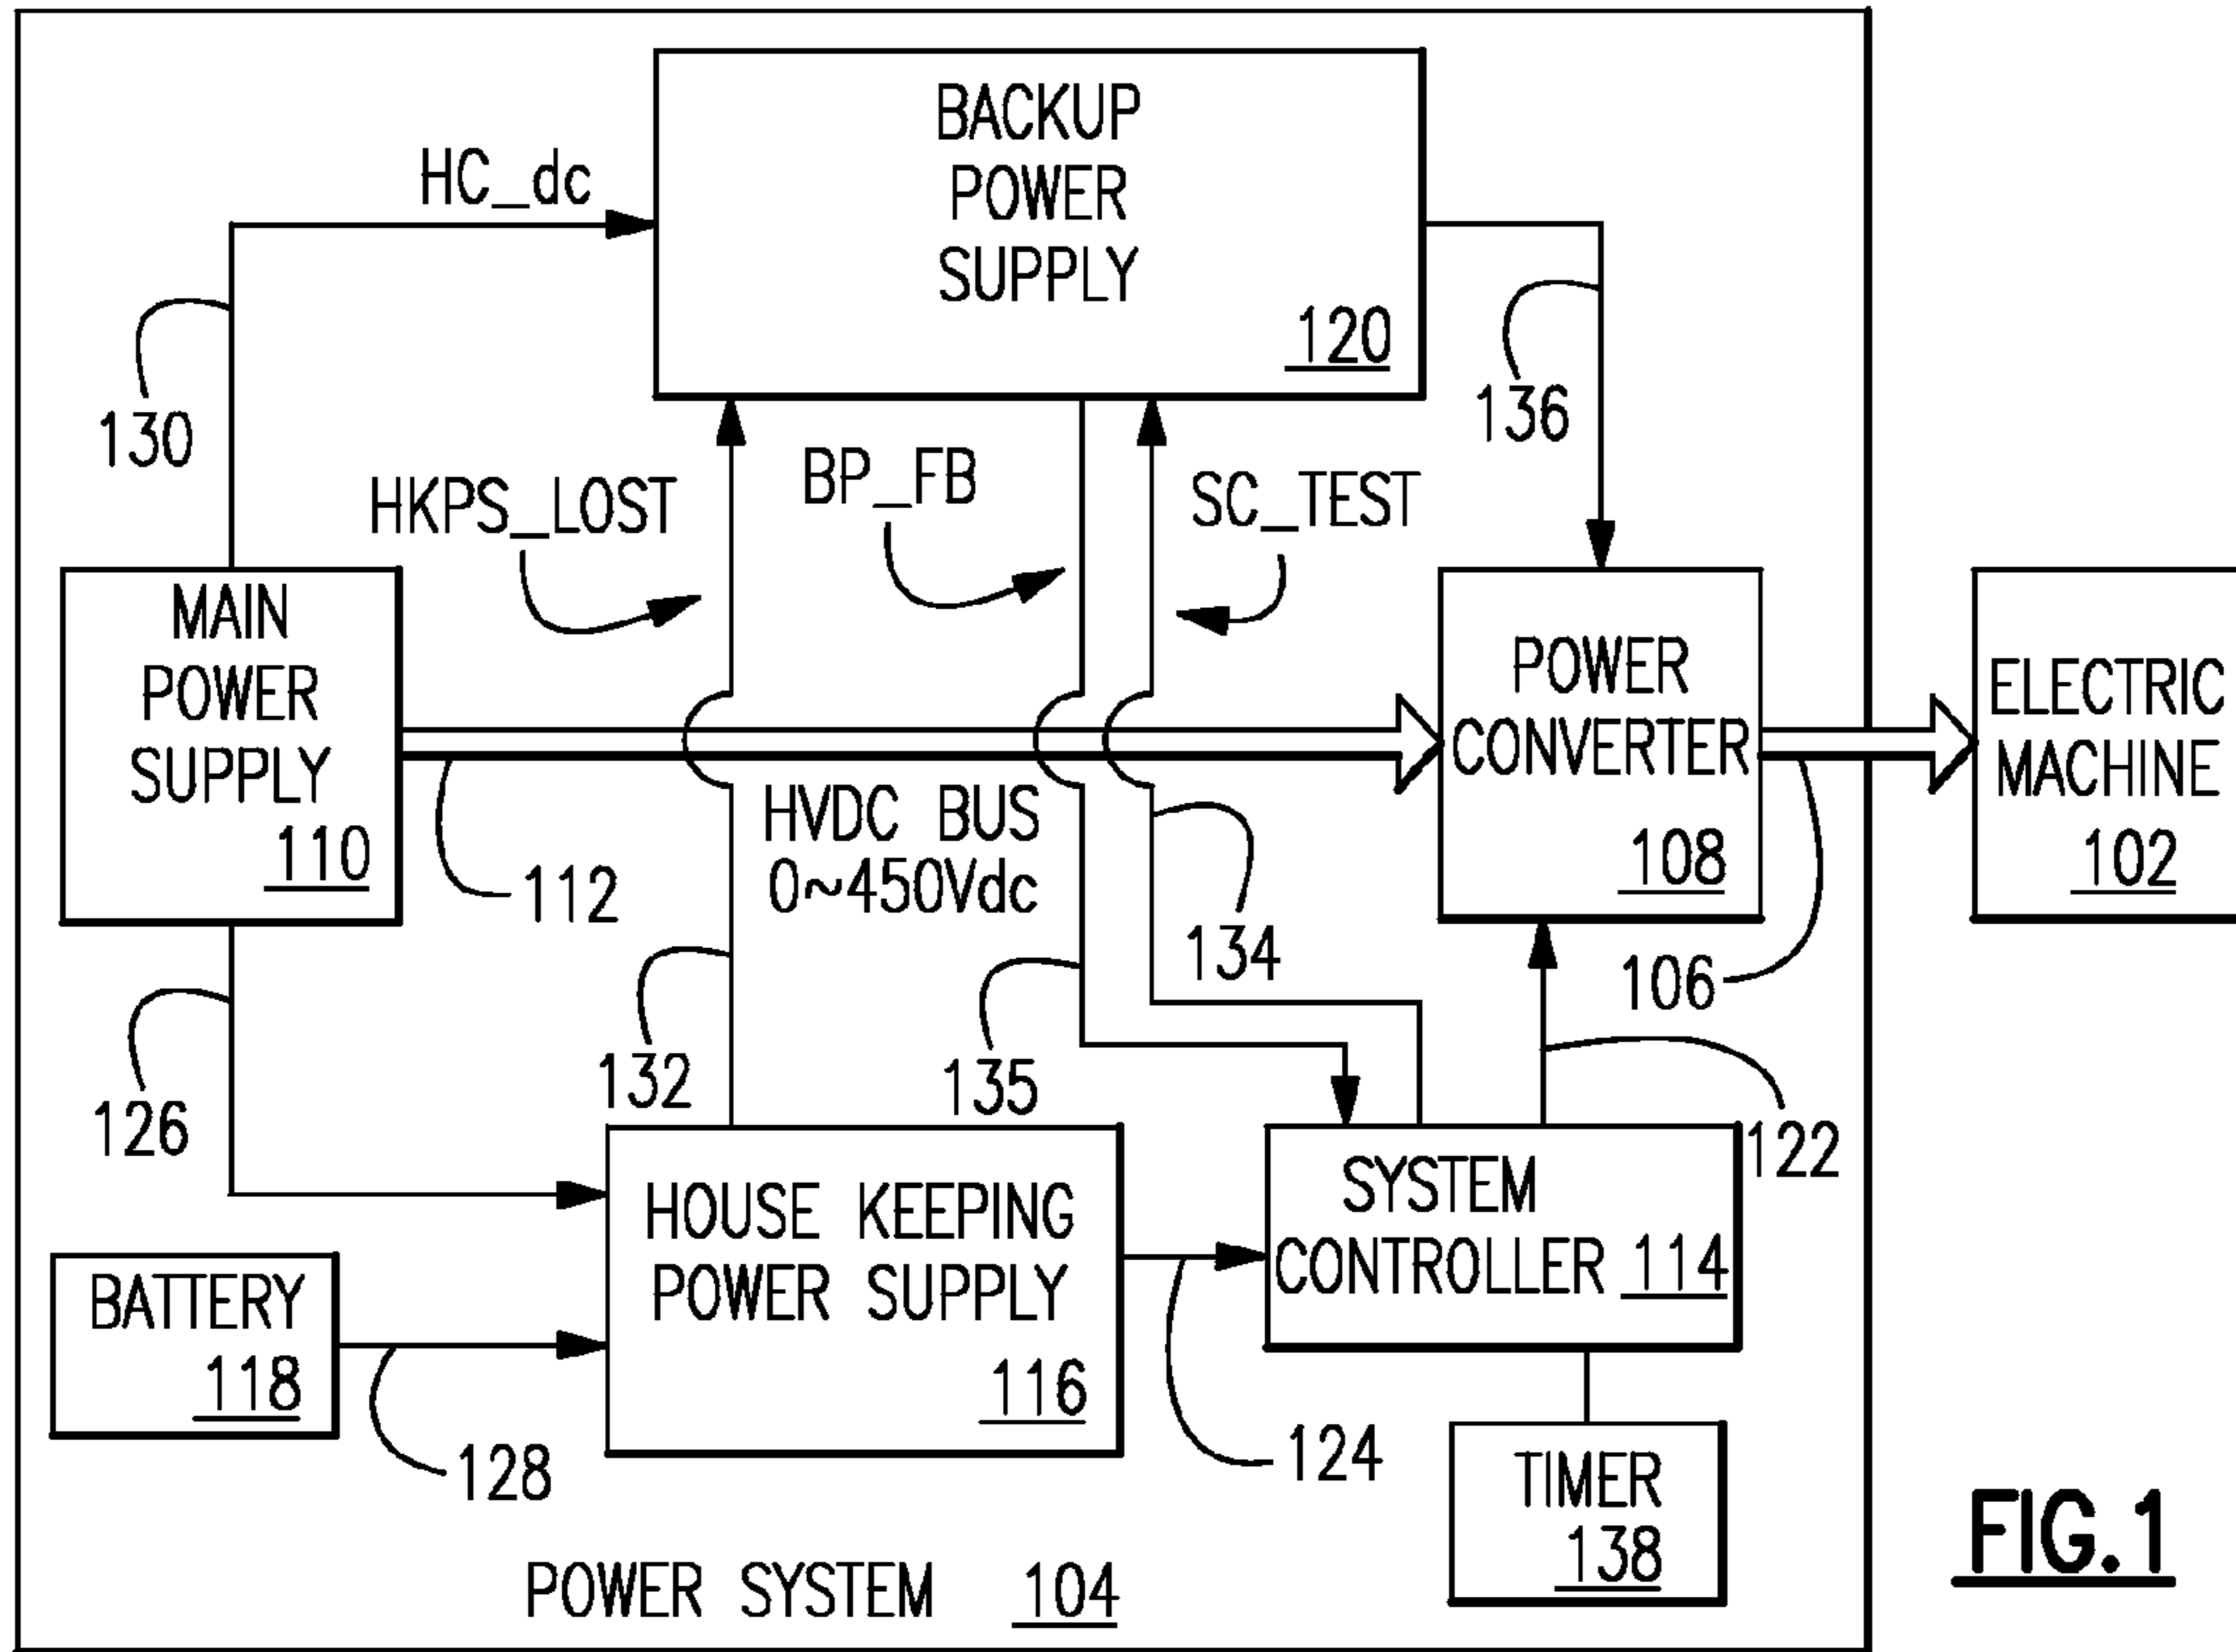 BACKUP
POWER
SUPPLY
120
HC_dc
130
136
HKPS_LOST
BP_FB
SC_TEST
MAIN
POWER
SUPPLY
110
112
HVDC BUS
0~450Vdc
134
POWER
CONVERTER
108
106
ELECTRIC
MACHINE
102
126
132
135
122
BATTERY
118
128
HOUSE KEEPING
POWER SUPPLY
116
124
SYSTEM
CONTROLLER 114
TIMER
138
POWER SYSTEM 104
FIG.1